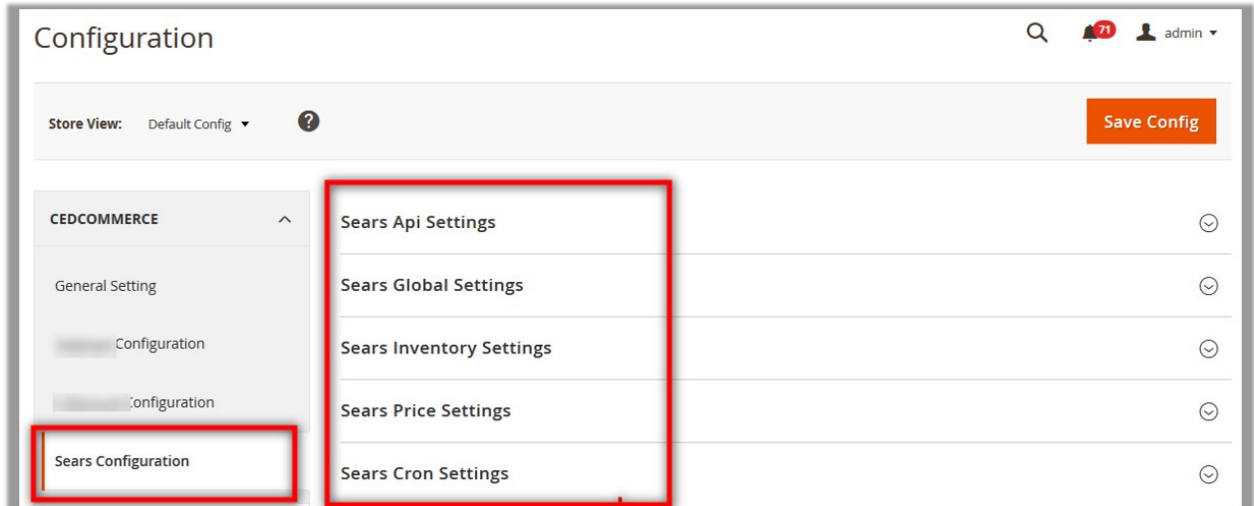 Configuration
71
admin
Store View: Default Config
?
Save Config
CEDCOMMERCE
General Setting
Configuration
Configuration
Sears Configuration
Sears Api Settings
Sears Global Settings
Sears Inventory Settings
Sears Price Settings
Sears Cron Settings